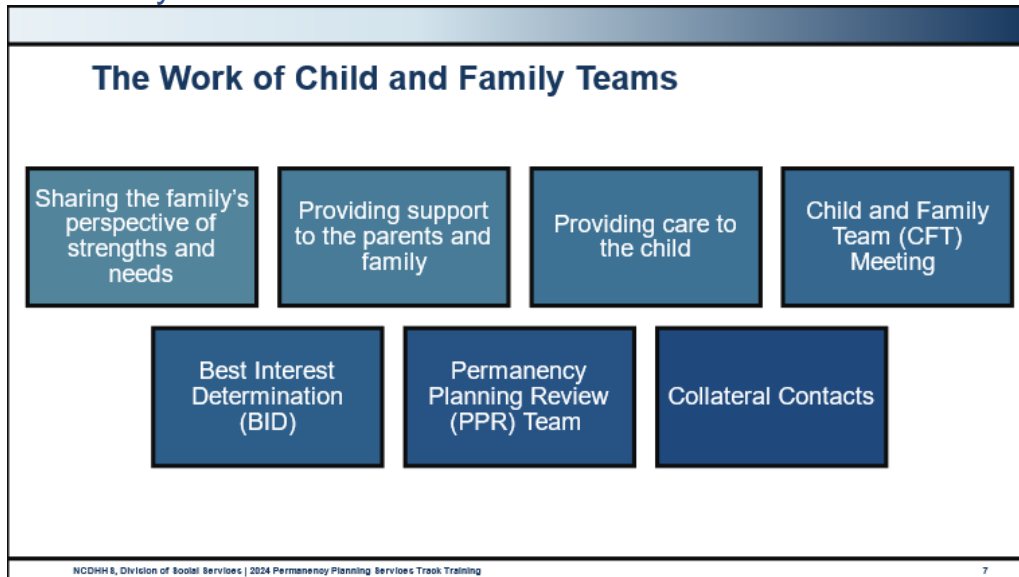 The Work of Child and Family Teams
Sharing the family's
perspective of
strengths and
needs
Providing support
to the parents and
family
Providing care to
the child
Child and Family
Team (CFT)
Meeting
Best Interest
Determination
(BID)
Permanency
Planning Review
(PPR) Team
Collateral Contacts
NCDHHS, Division of Social Services | 2024 Permanency Planning Services Track Training
7